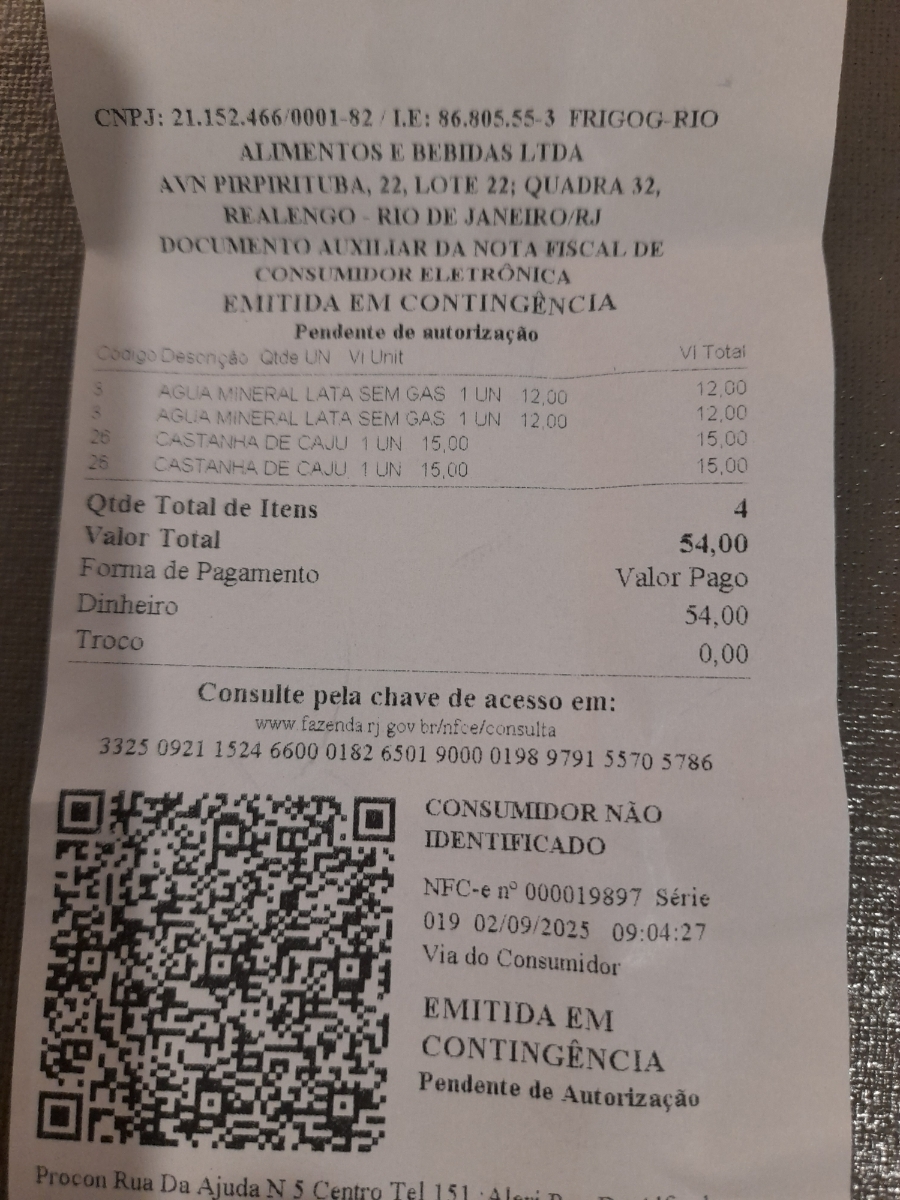 CNPJ: 21.152.466/0001-82 / I.E: 86.805.55-3 FRIGOG-RIO
ALIMENTOS E BEBIDAS LTDA
AVN PIRPIRITUBA, 22, LOTE 22; QUADRA 32,
REALENGO - RIO DE JANEIRO/RJ
DOCUMENTO AUXILIAR DA NOTA FISCAL DE
CONSUMIDOR ELETRÔNICA
EMITIDA EM CONTINGÊNCIA
Pendente de autorização
Código Descrição Qtde UN Vl Unit Vl Total
3 AGUA MINERAL LATA SEM GAS 1 UN 12,00 12,00
3 AGUA MINERAL LATA SEM GAS 1 UN 12,00 12,00
26 CASTANHA DE CAJU 1 UN 15,00 15,00
26 CASTANHA DE CAJU 1 UN 15,00 15,00
Qtde Total de Itens 4
Valor Total 54,00
Forma de Pagamento Valor Pago
Dinheiro 54,00
Troco 0,00
Consulte pela chave de acesso em:
www.fazenda.rj.gov.br/nfce/consulta
3325 0921 1524 6600 0182 6501 9000 0198 9791 5570 5786
CONSUMIDOR NÃO
IDENTIFICADO
NFC-e nº 000019897 Série
019 02/09/2025 09:04:27
Via do Consumidor
EMITIDA EM
CONTINGÊNCIA
Pendente de Autorização
Procon Rua Da Ajuda N 5 Centro Tel 151